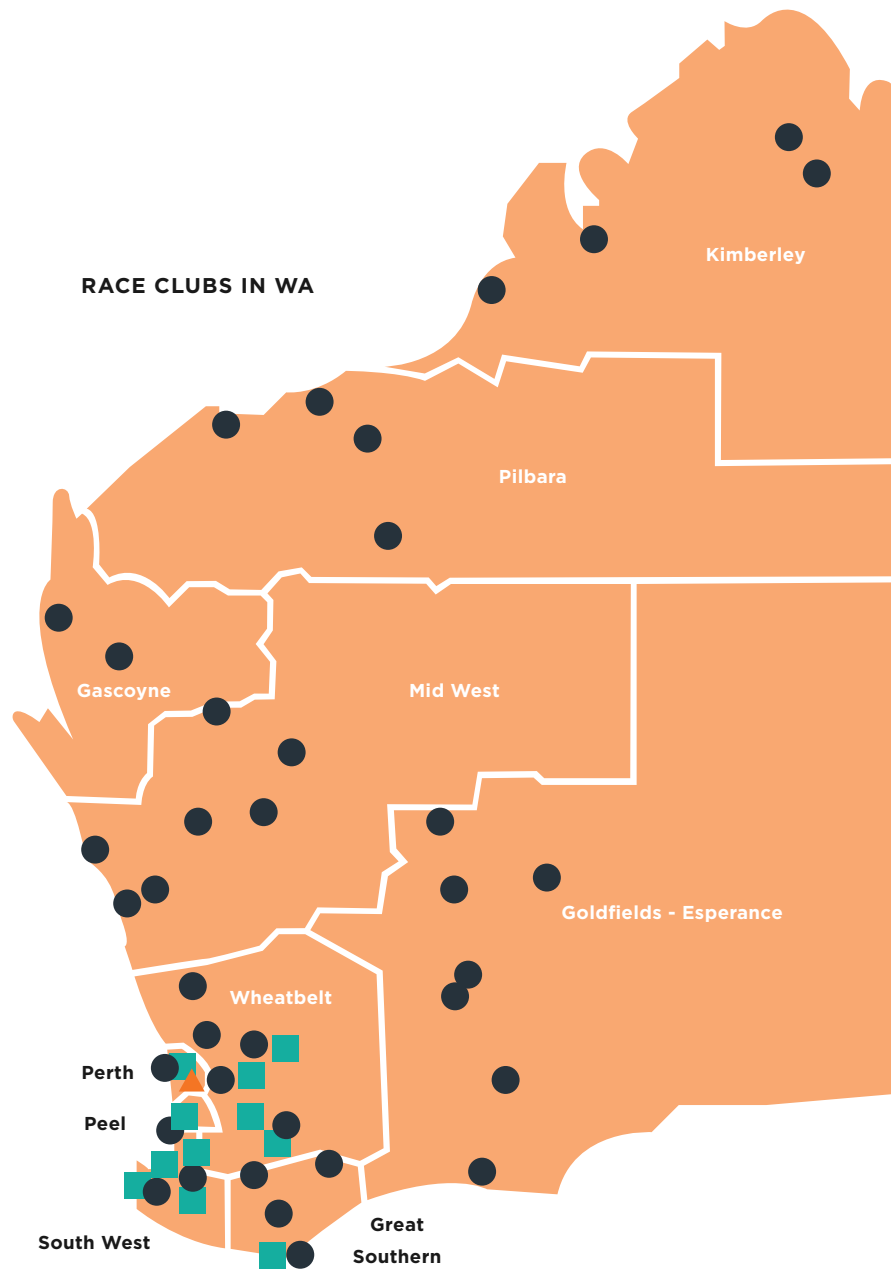 Kimberley
RACE CLUBS IN WA
Pilbara
Gascoyne
Mid West
Goldfields - Esperance
Wheatbelt
Perth
Peel
Great
Southern
South West